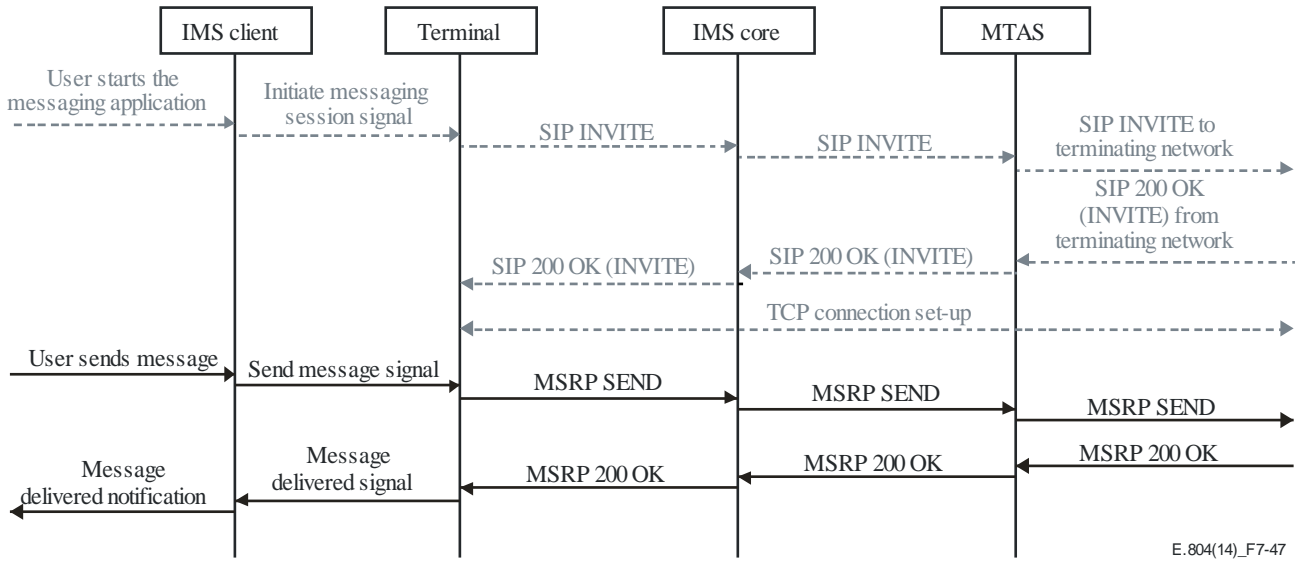 IMS client
Terminal
IMS core
MTAS
User starts the
messaging application
Initiate messaging
session signal
SIP INVITE
SIP INVITE
SIP INVITE to
terminating network
SIP 200 OK
(INVITE) from
terminating network
SIP 200 OK (INVITE)
SIP 200 OK (INVITE)
TCP connection set-up
User sends message
Send message signal
MSRP SEND
MSRP SEND
MSRP SEND
MSRP 200 OK
MSRP 200 OK
MSRP 200 OK
Message
delivered signal
Message
delivered notification
E.804(14)_F7-47